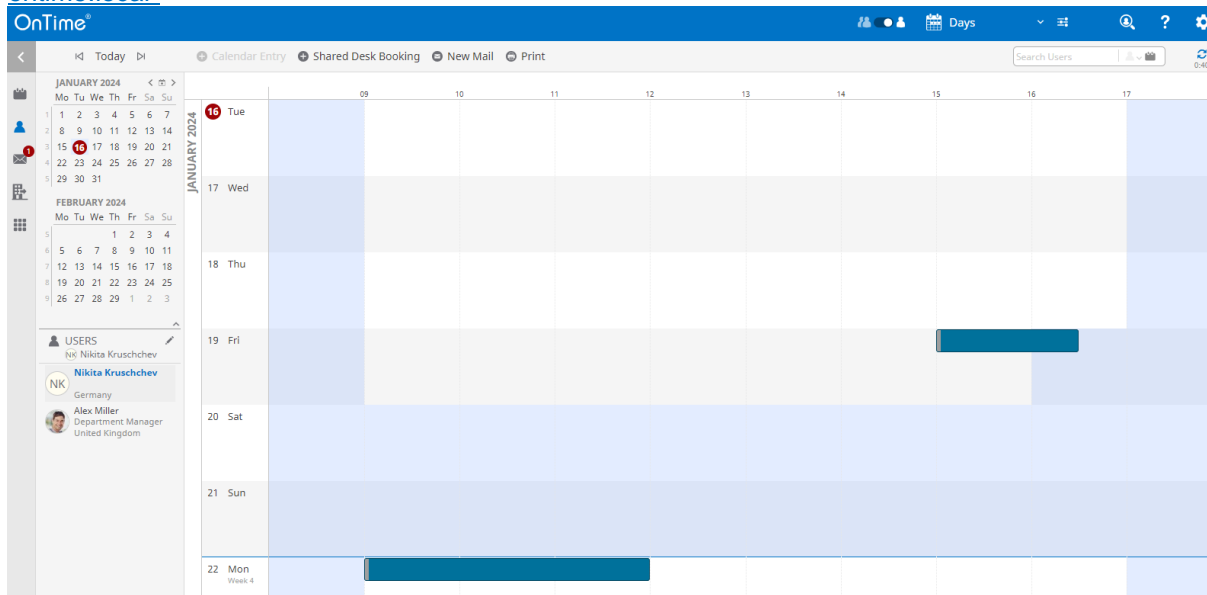 OnTime®
Days
?
Today
Calendar Entry
Shared Desk Booking
New Mail
Print
Search Users
0:40
JANUARY 2024
Mo Tu We Th Fr Sa Su
1 1 2 3 4 5 6 7
2 8 9 10 11 12 13 14
3 15 16 17 18 19 20 21
4 22 23 24 25 26 27 28
5 29 30 31
FEBRUARY 2024
Mo Tu We Th Fr Sa Su
5 1 2 3 4
6 5 6 7 8 9 10 11
7 12 13 14 15 16 17 18
8 19 20 21 22 23 24 25
9 26 27 28 29 1 2 3
1
USERS
NK Nikita Kruschchev
NK
Nikita Kruschchev
Germany
Alex Miller
Department Manager
United Kingdom
JANUARY 2024
09 10 11 12 13 14 15 16 17
16 Tue
17 Wed
18 Thu
19 Fri
20 Sat
21 Sun
22 Mon
Week 4